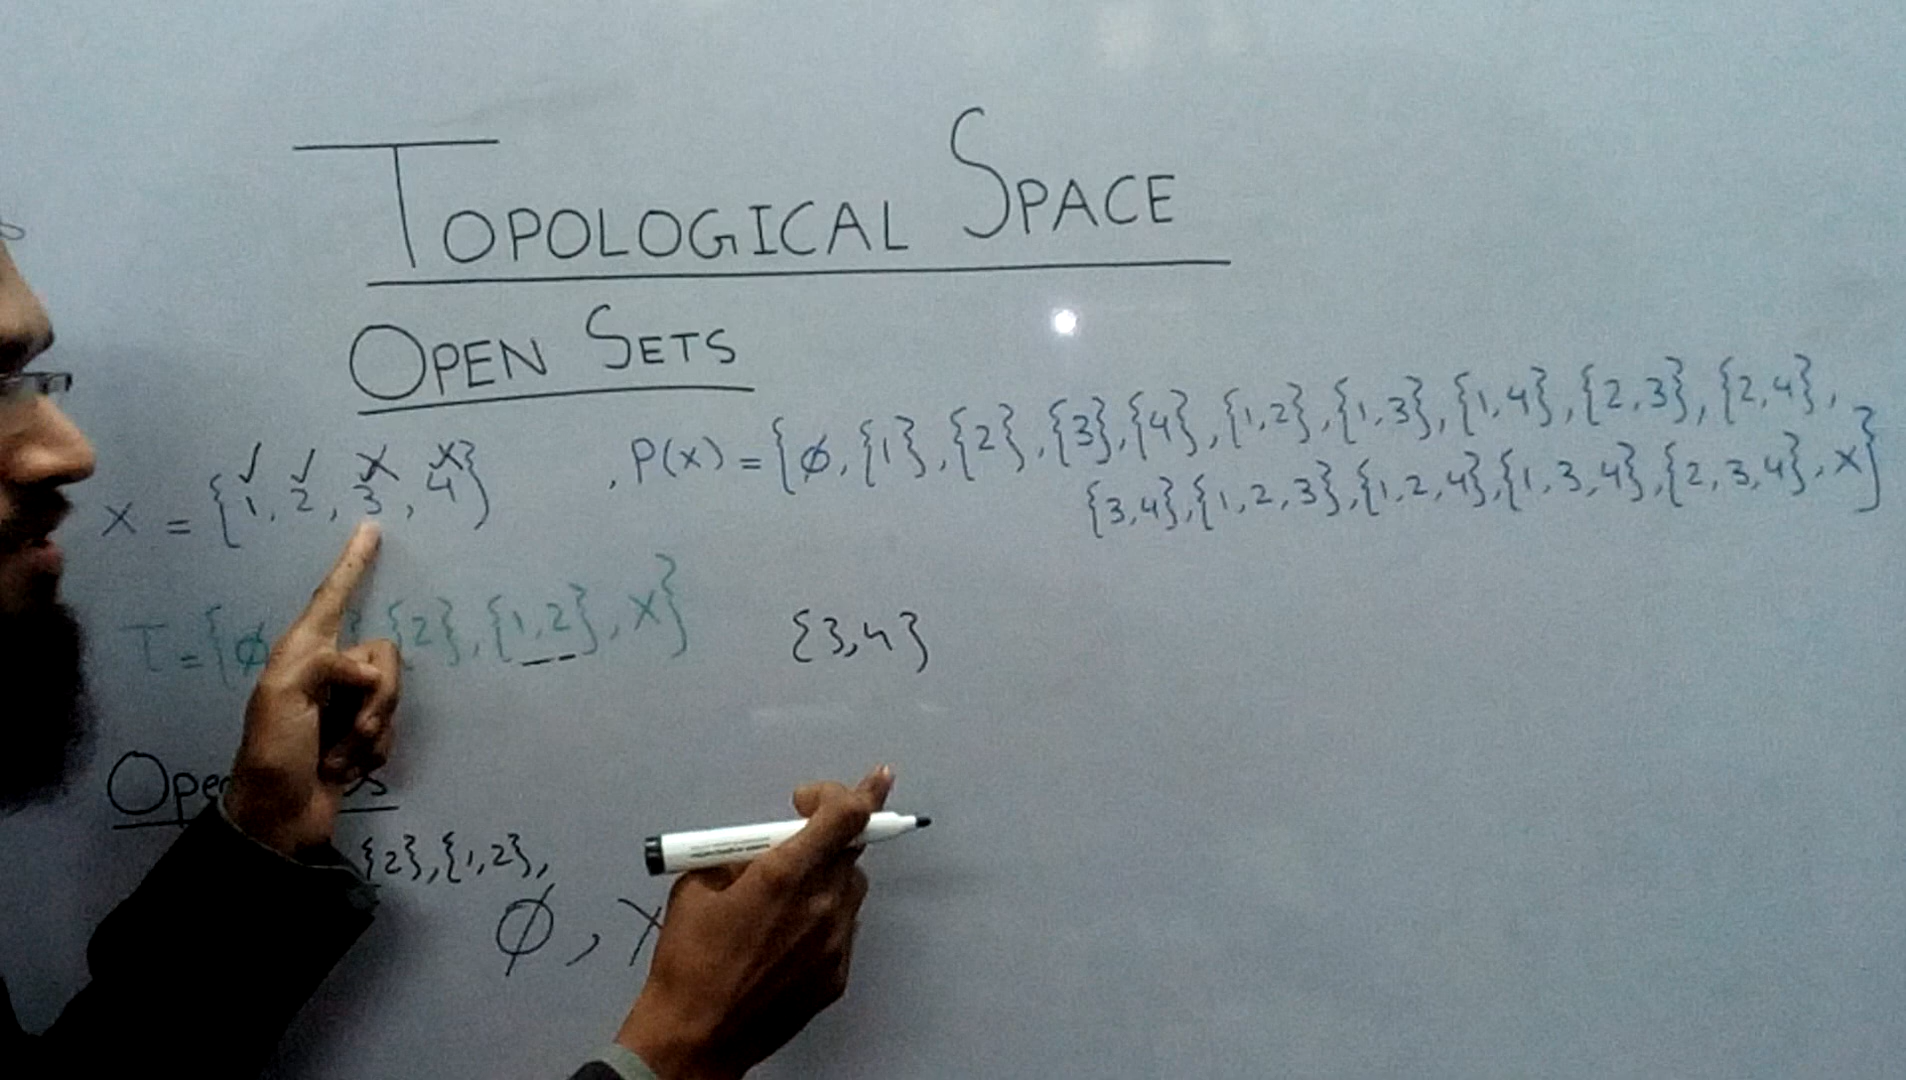 TOPOLOGICAL SPACE
OPEN SETS
X = {1, 2, 3, 4} , P(X) = {φ, {1}, {2}, {3}, {4}, {1,2}, {1,3}, {1,4}, {2,3}, {2,4},
{3,4}, {1,2,3}, {1,2,4}, {1,3,4}, {2,3,4}, X}
T = {φ {2}, {1,2}, X} {3,4}
{2}, {1,2},
φ, X